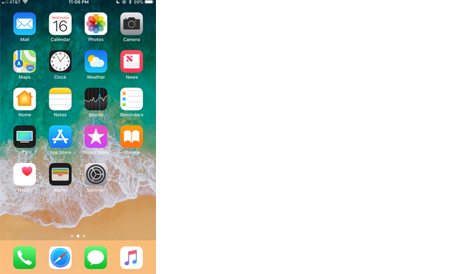 AT&T 11:06 PM
Wednesday
16
Mail Calendar Photos Camera
Maps Clock Weather News
Home Notes Stocks Reminders
TV App Store iTunes Store iBooks
Health Wallet Settings